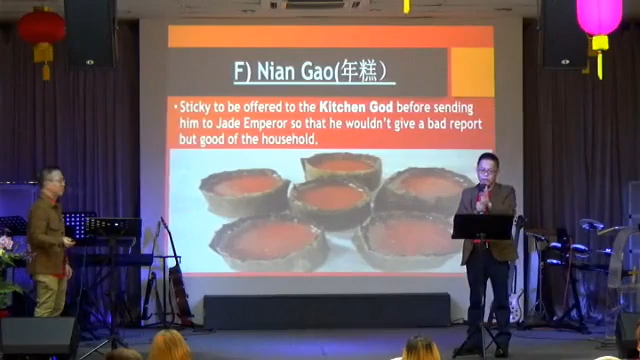 F) Nian Gao(年糕)
• Sticky to be offered to the Kitchen God before sending
him to Jade Emperor so that he wouldn't give a bad report
but good of the household.